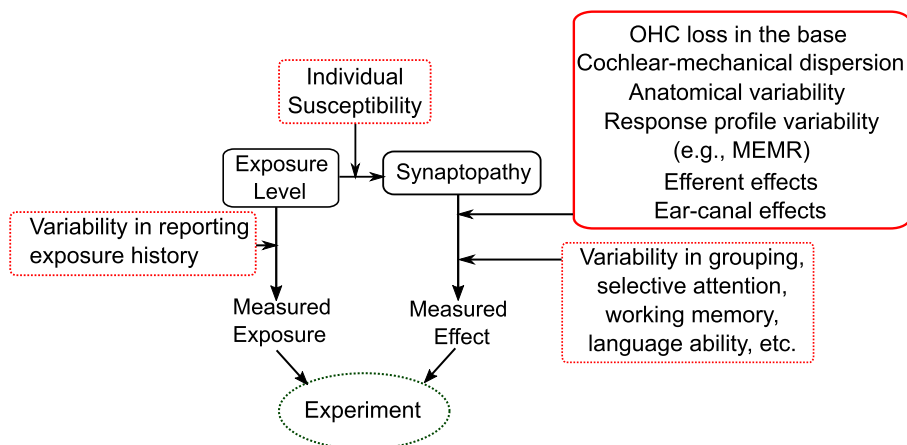 Individual
Susceptibility
OHC loss in the base
Cochlear-mechanical dispersion
Anatomical variability
Response profile variability
(e.g., MEMR)
Efferent effects
Ear-canal effects
Exposure
Level
Synaptopathy
Variability in reporting
exposure history
Variability in grouping,
selective attention,
working memory,
language ability, etc.
Measured
Exposure
Measured
Effect
Experiment